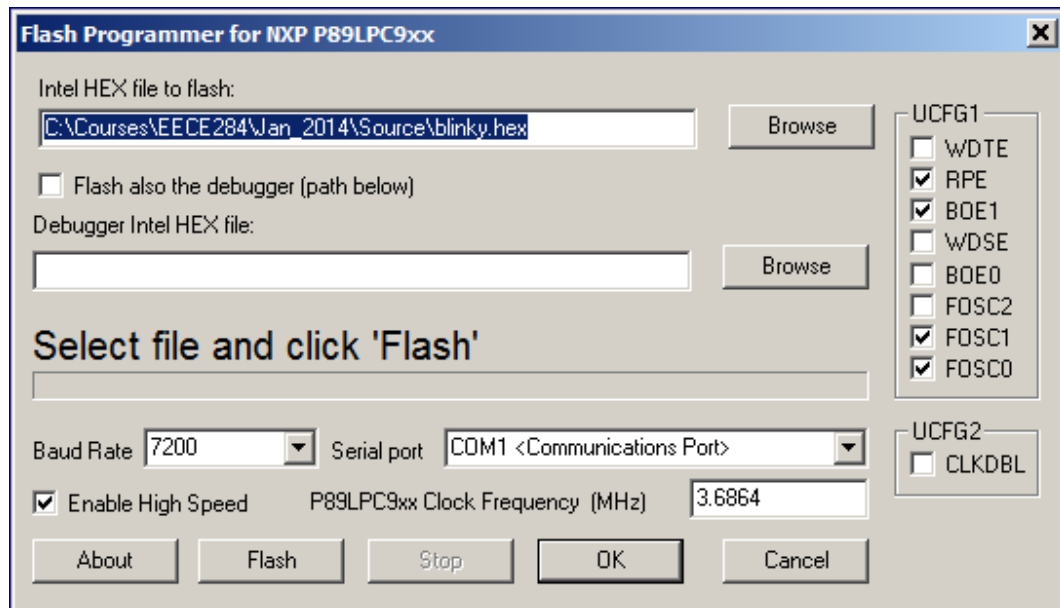 Flash Programmer for NXP P89LPC9xx
Intel HEX file to flash:
C:\Courses\EECE284\Jan_2014\Source\blinky.hex
Browse
Flash also the debugger (path below)
Debugger Intel HEX file:
Browse
Select file and click 'Flash'
Baud Rate 7200 Serial port COM1 <Communications Port>
Enable High Speed P89LPC9xx Clock Frequency (MHz) 3.6864
About Flash Stop OK Cancel
UCFG1
WDTE
RPE
BOE1
WDSE
BOE0
FOSC2
FOSC1
FOSC0
UCFG2
CLKDBL